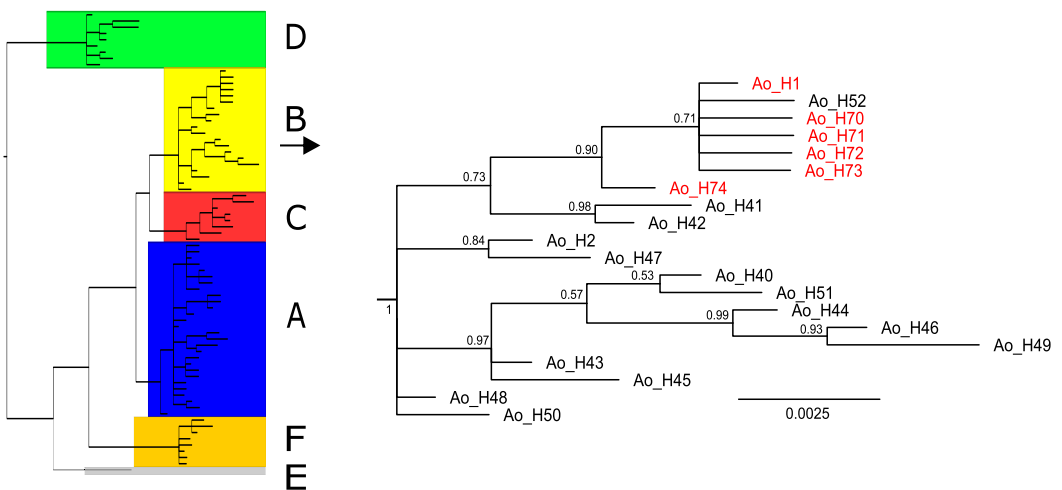 D
B
C
A
F
E
Ao_H1
Ao_H52
0.71
Ao_H70
Ao_H71
0.90
Ao_H72
Ao_H73
0.73
Ao_H74
0.98
Ao_H41
Ao_H42
0.84
Ao_H2
Ao_H47
0.53
Ao_H40
0.57
Ao_H51
1
0.99
Ao_H44
0.93
Ao_H46
0.97
Ao_H49
Ao_H43
Ao_H45
Ao_H48
Ao_H50
0.0025